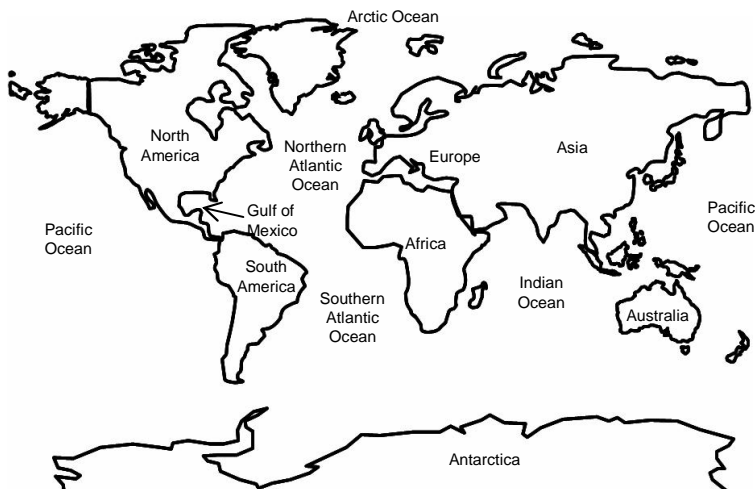 Arctic Ocean
North
America
Northern
Atlantic
Ocean
Europe
Asia
Gulf of
Mexico
Pacific
Ocean
Pacific
Ocean
Africa
South
America
Southern
Atlantic
Ocean
Indian
Ocean
Australia
Antarctica